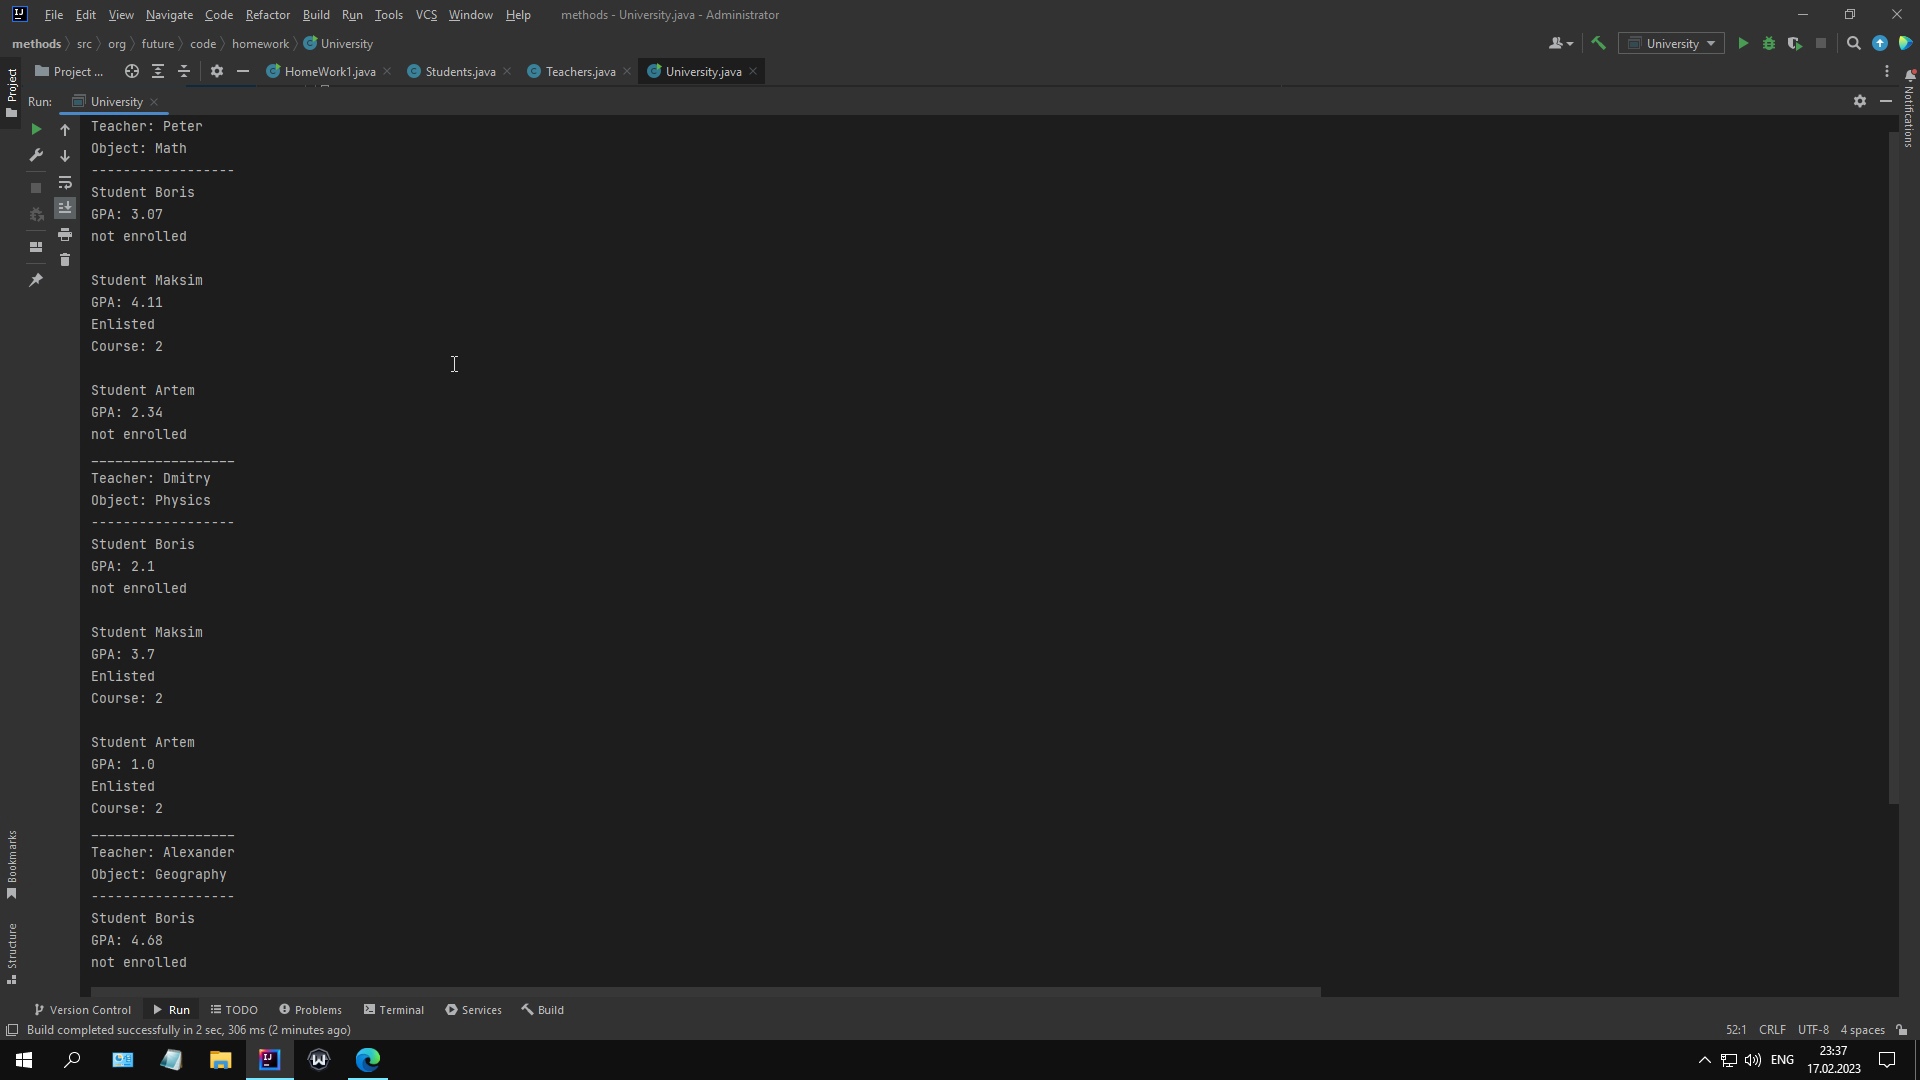 File Edit View Navigate Code Refactor Build Run Tools VCS Window Help methods - University.java - Administrator
methods src org future code homework University University
Project ... HomeWork1.java Students.java Teachers.java University.java
Run: University
Teacher: Peter
Object: Math
------------------
Student Boris
GPA: 3.07
not enrolled
Student Maksim
GPA: 4.11
Enlisted
Course: 2
Student Artem
GPA: 2.34
not enrolled
__________________
Teacher: Dmitry
Object: Physics
------------------
Student Boris
GPA: 2.1
not enrolled
Student Maksim
GPA: 3.7
Enlisted
Course: 2
Student Artem
GPA: 1.0
Enlisted
Course: 2
__________________
Teacher: Alexander
Object: Geography
------------------
Student Boris
GPA: 4.68
not enrolled
Project
Bookmarks
Structure
Notifications
Version Control Run TODO Problems Terminal Services Build
Build completed successfully in 2 sec, 306 ms (2 minutes ago) 52:1 CRLF UTF-8 4 spaces
ENG 23:37
17.02.2023